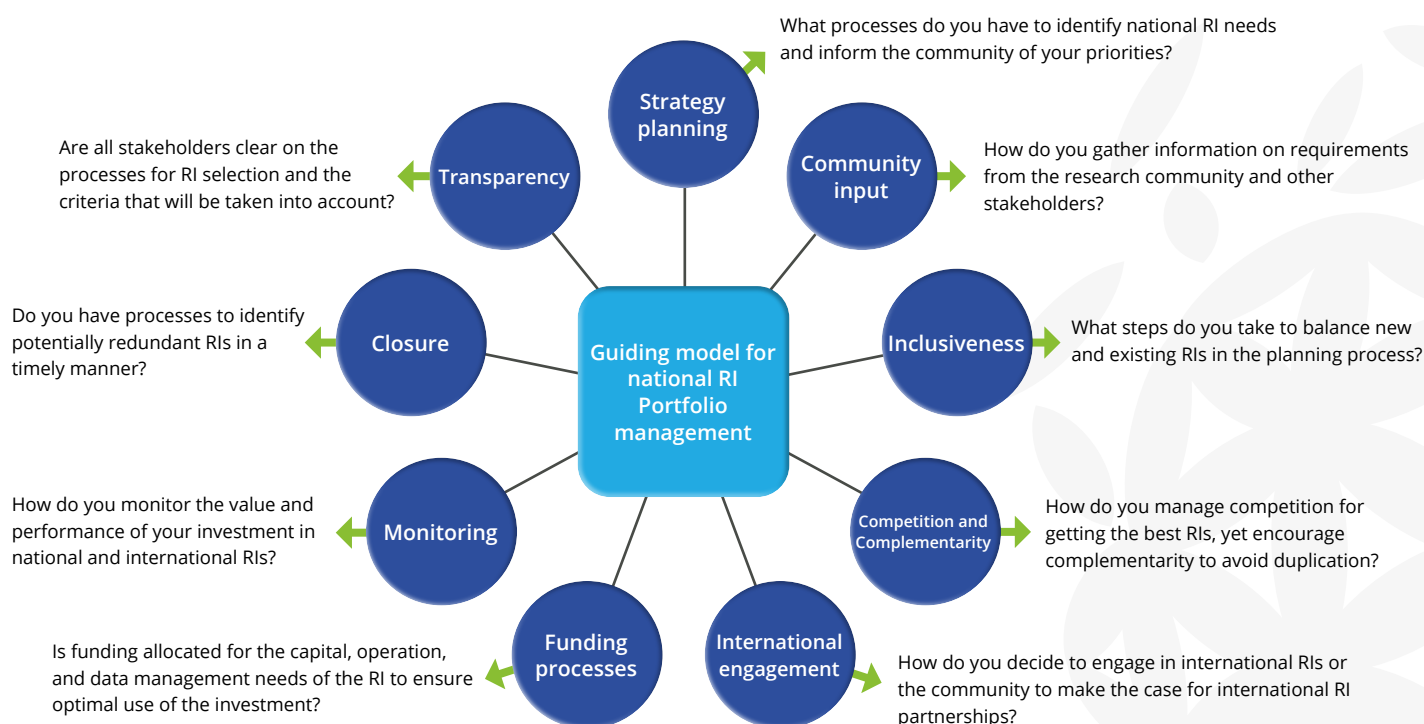 What processes do you have to identify national RI needs
and inform the community of your priorities?
Strategy
planning
Community
input
How do you gather information on requirements
from the research community and other
stakeholders?
Inclusiveness
What steps do you take to balance new
and existing RIs in the planning process?
Competition and
Complementarity
How do you manage competition for
getting the best RIs, yet encourage
complementarity to avoid duplication?
International
engagement
How do you decide to engage in international RIs or
the community to make the case for international RI
partnerships?
Funding
processes
Is funding allocated for the capital, operation,
and data management needs of the RI to ensure
optimal use of the investment?
Monitoring
How do you monitor the value and
performance of your investment in
national and international RIs?
Closure
Do you have processes to identify
potentially redundant RIs in a
timely manner?
Transparency
Are all stakeholders clear on the
processes for RI selection and the
criteria that will be taken into account?
Guiding model for
national RI
Portfolio
management